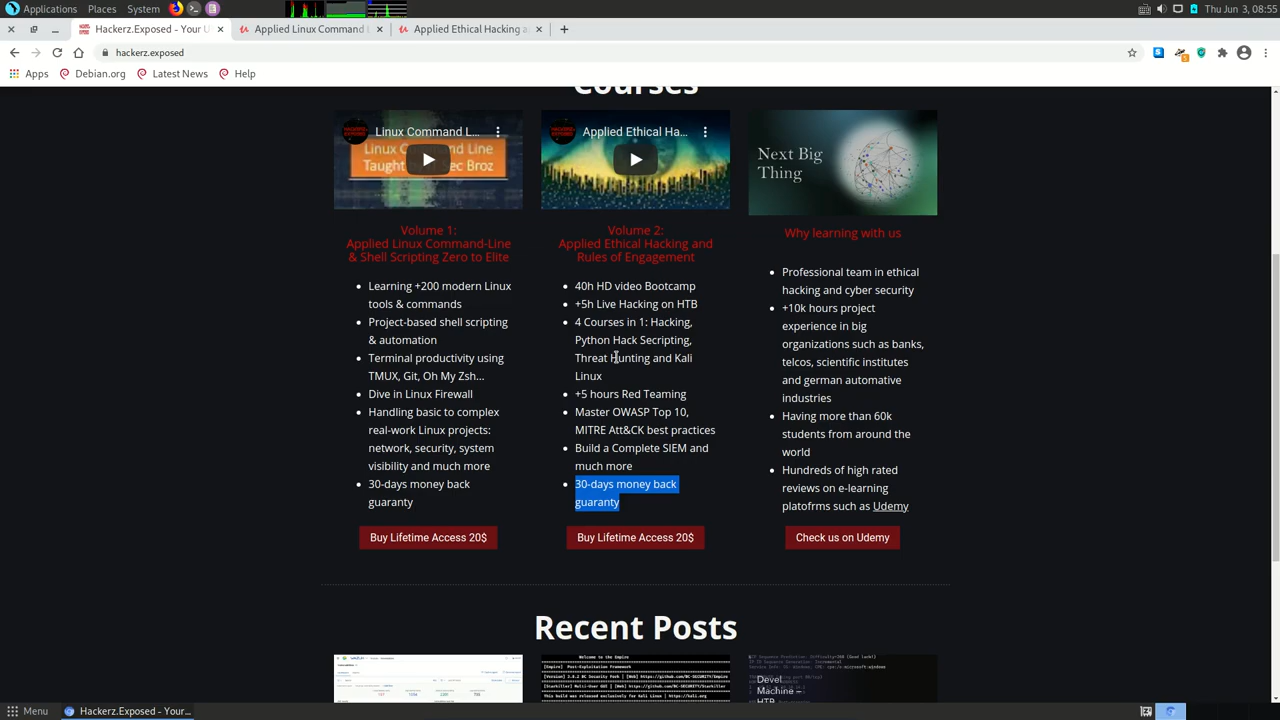 Applications Places System
Thu Jun 3, 08:55
Hackerz.Exposed - Your U
Applied Linux Command
Applied Ethical Hacking a
hackerz.exposed
Apps Debian.org Latest News Help
Courses
Linux Command L...
Linux Command Line
Applied Ethical Ha...
Next Big
Thing
Volume 1:
Applied Linux Command-Line
& Shell Scripting Zero to Elite
Learning +200 modern Linux
tools & commands
Project-based shell scripting
& automation
Terminal productivity using
TMUX, Git, Oh My Zsh...
Dive in Linux Firewall
Handling basic to complex
real-work Linux projects:
network, security, system
visibility and much more
30-days money back
guaranty
Buy Lifetime Access 20$
Volume 2:
Applied Ethical Hacking and
Rules of Engagement
40h HD video Bootcamp
+5h Live Hacking on HTB
4 Courses in 1: Hacking,
Python Hack Secripting,
Threat Hunting and Kali
Linux
+5 hours Red Teaming
Master OWASP Top 10,
MITRE Att&CK best practices
Build a Complete SIEM and
much more
30-days money back
guaranty
Buy Lifetime Access 20$
Why learning with us
Professional team in ethical
hacking and cyber security
+10k hours project
experience in big
organizations such as banks,
telcos, scientific institutes
and german automative
industries
Having more than 60k
students from around the
world
Hundreds of high rated
reviews on e-learning
platofrms such as Udemy
Check us on Udemy
Recent Posts
Welcome to the Empire
Devel
Machine –
HTB
Menu
Hackerz.Exposed - Your...